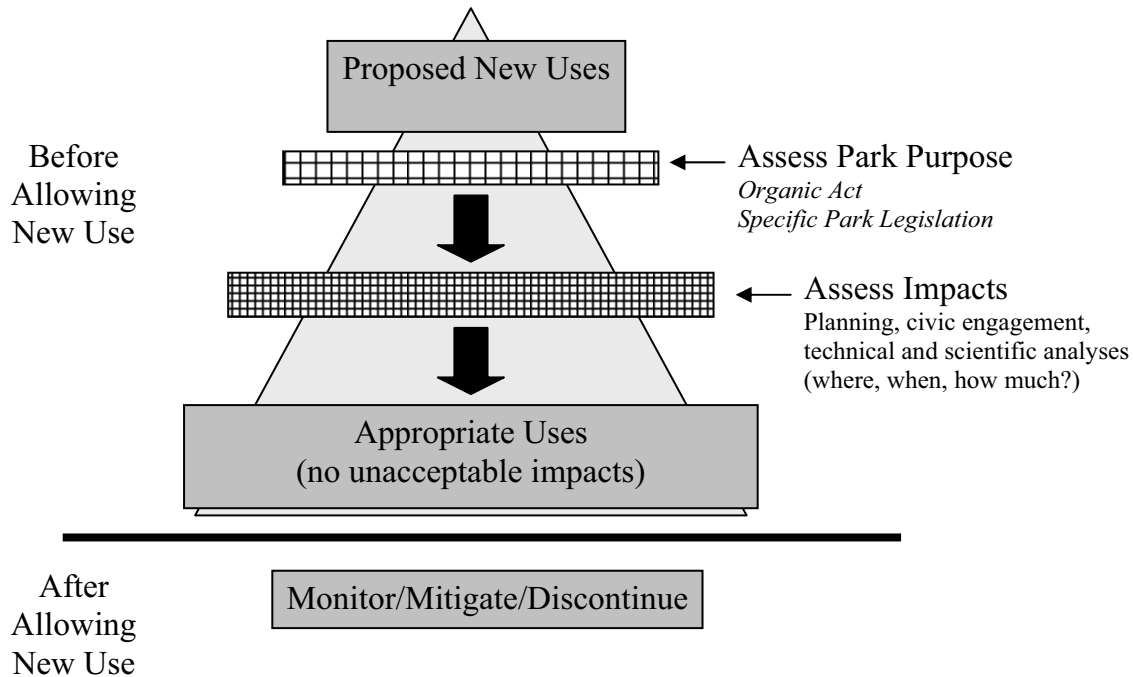 Proposed New Uses
Before
Allowing
New Use
Assess Park Purpose
Organic Act
Specific Park Legislation
Assess Impacts
Planning, civic engagement,
technical and scientific analyses
(where, when, how much?)
Appropriate Uses
(no unacceptable impacts)
After
Allowing
New Use
Monitor/Mitigate/Discontinue